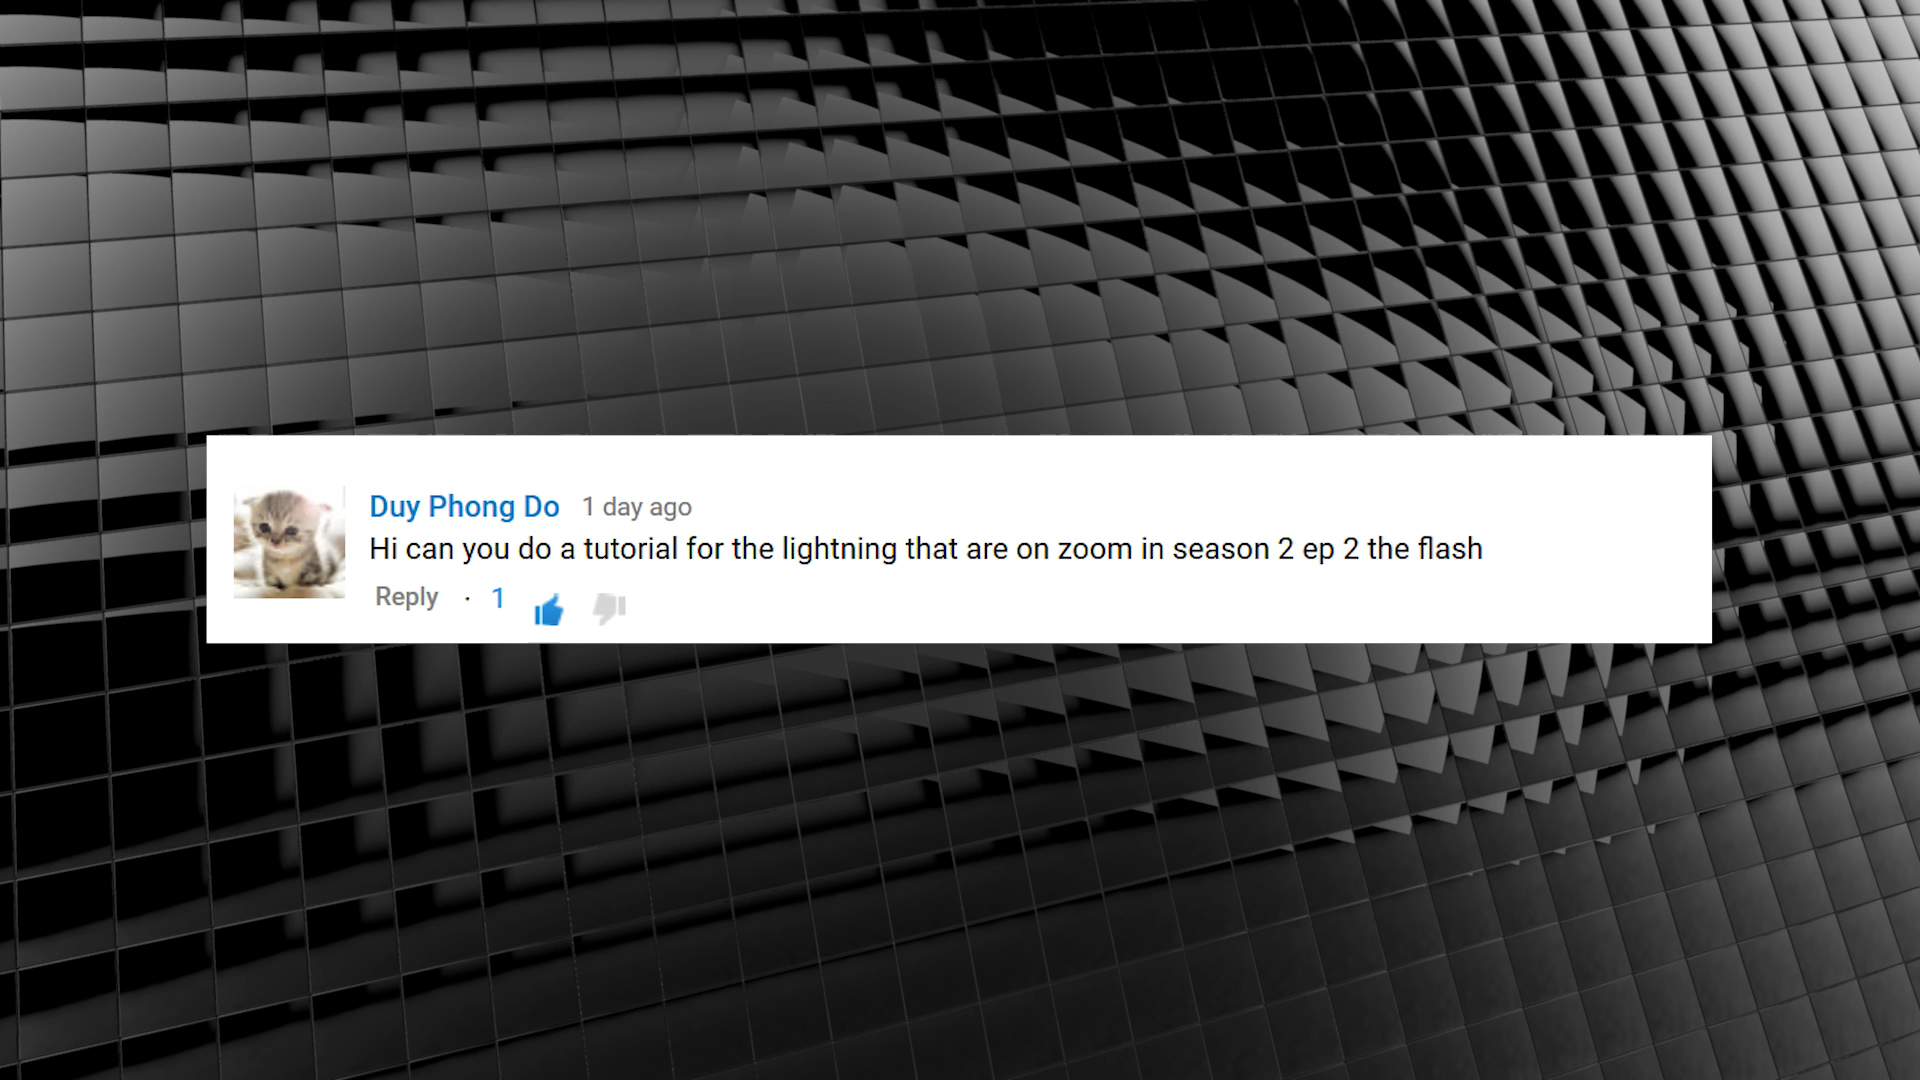 Duy Phong Do 1 day ago
Hi can you do a tutorial for the lightning that are on zoom in season 2 ep 2 the flash
Reply · 1